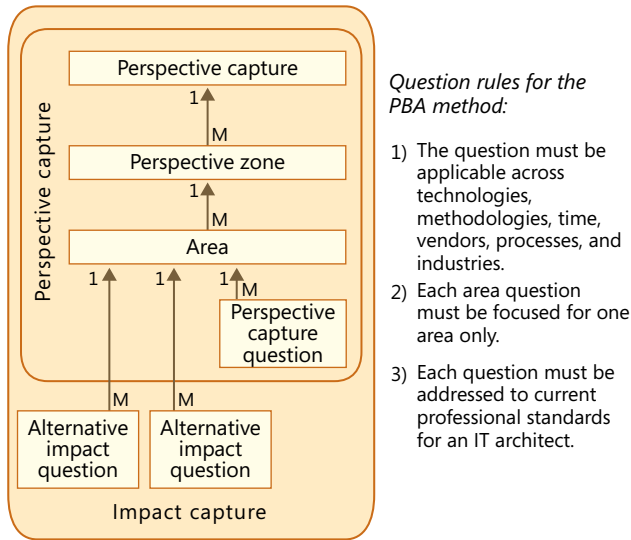 Perspective capture
1
M
Perspective zone
1
M
Area
1
1
1
M
Perspective
capture
question
Perspective capture
M
M
Alternative
impact
question
Alternative
impact
question
Impact capture
Question rules for the
PBA method:
1) The question must be
applicable across
technologies,
methodologies, time,
vendors, processes, and
industries.
2) Each area question
must be focused for one
area only.
3) Each question must be
addressed to current
professional standards
for an IT architect.